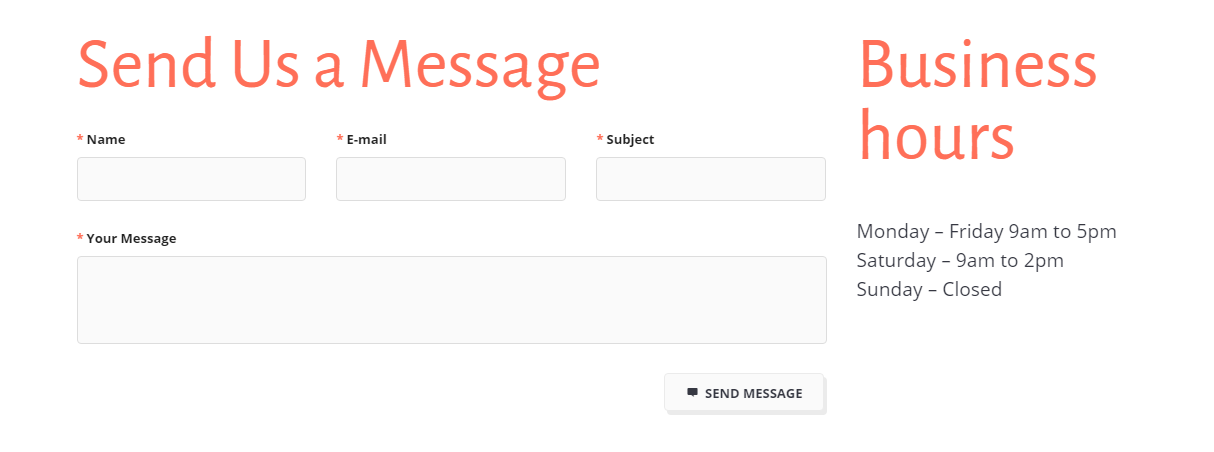 Send Us a Message
* Name
* E-mail
* Subject
* Your Message
SEND MESSAGE
Business
hours
Monday – Friday 9am to 5pm
Saturday – 9am to 2pm
Sunday – Closed